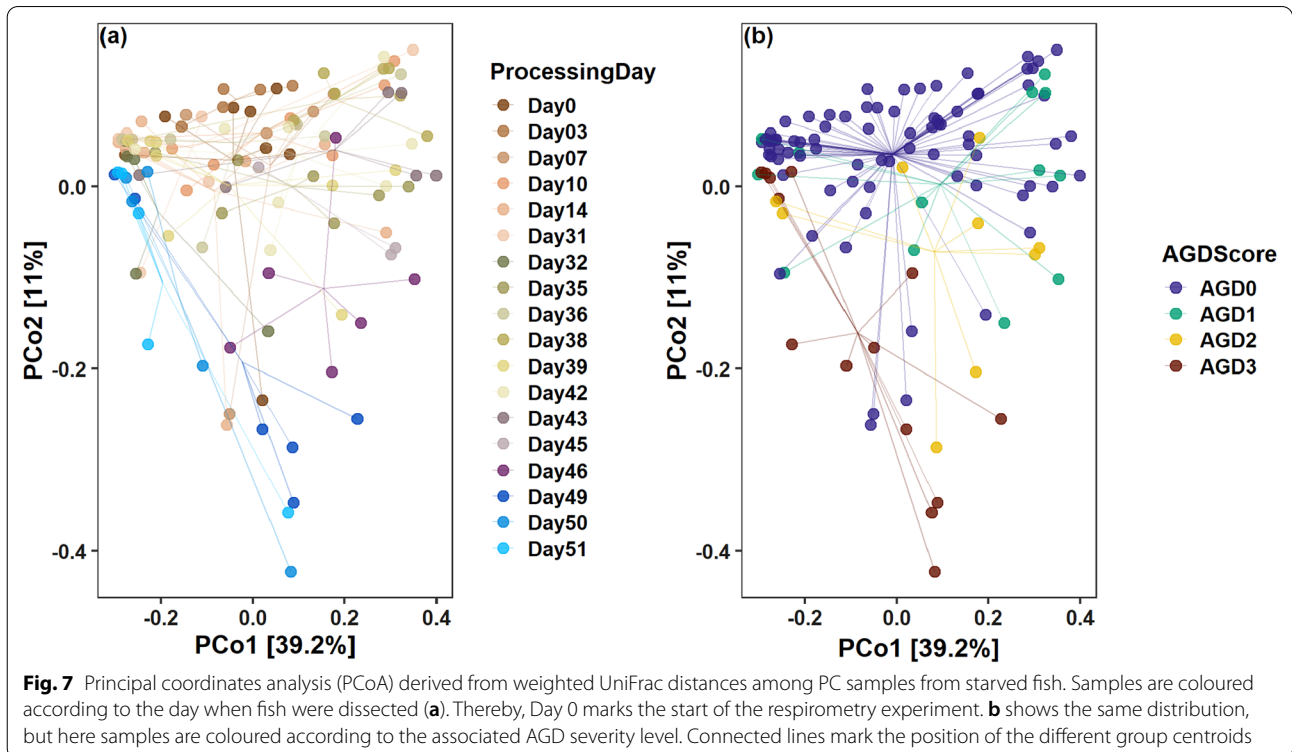 (a)
0.0
-0.2
-0.4
PCo2 [11%]
-0.2 0.0 0.2 0.4
PCo1 [39.2%]
ProcessingDay
Day0
Day03
Day07
Day10
Day14
Day31
Day32
Day35
Day36
Day38
Day39
Day42
Day43
Day45
Day46
Day49
Day50
Day51
(b)
0.0
-0.2
-0.4
PCo2 [11%]
-0.2 0.0 0.2 0.4
PCo1 [39.2%]
AGDScore
AGD0
AGD1
AGD2
AGD3
Fig. 7 Principal coordinates analysis (PCoA) derived from weighted UniFrac distances among PC samples from starved fish. Samples are coloured
according to the day when fish were dissected (a). Thereby, Day 0 marks the start of the respirometry experiment. b shows the same distribution,
but here samples are coloured according to the associated AGD severity level. Connected lines mark the position of the different group centroids